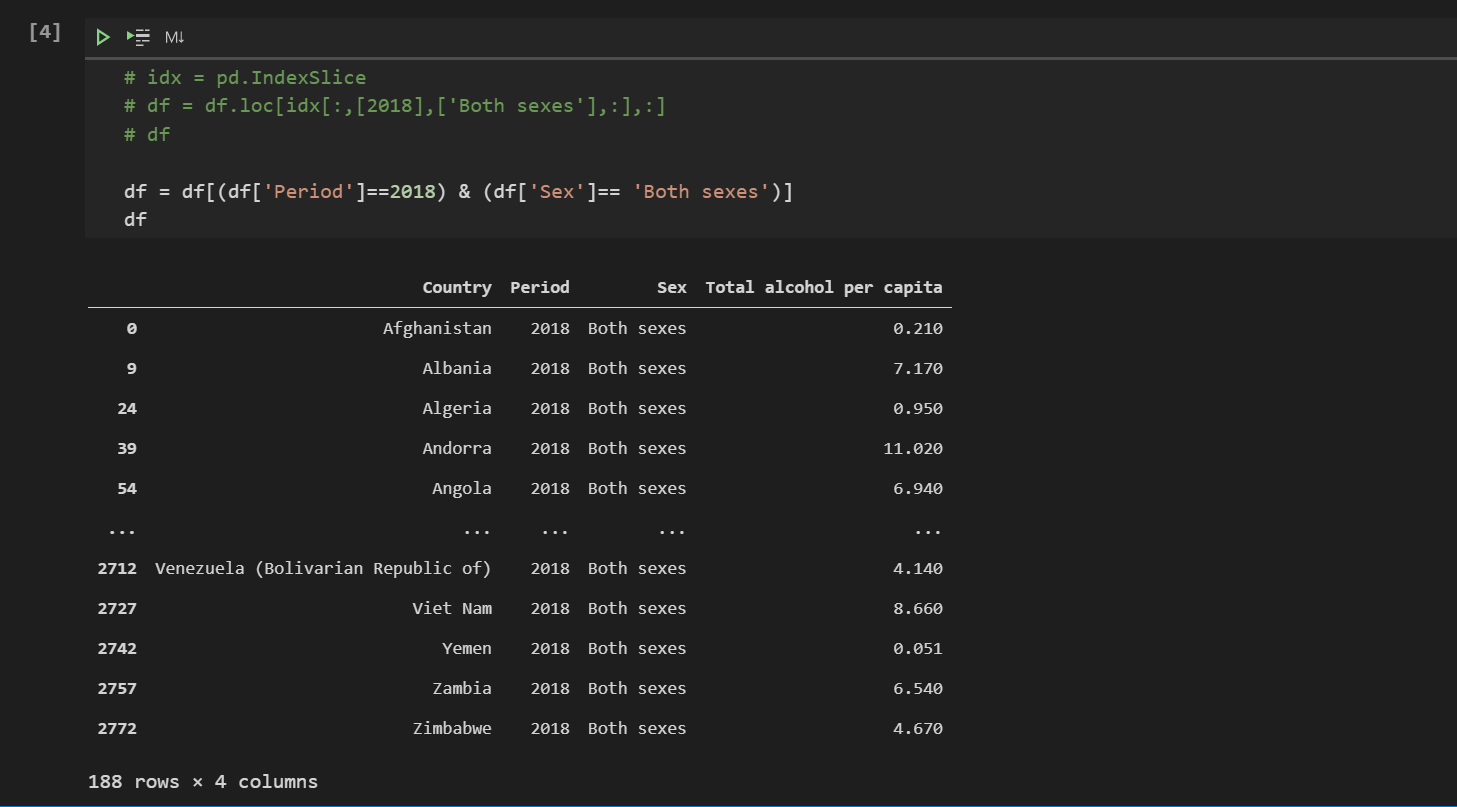 [4]
M↓
# idx = pd.IndexSlice
# df = df.loc[idx[:,[2018],['Both sexes'],:],:]
# df
df = df[(df['Period']==2018) & (df['Sex']== 'Both sexes')]
df
Country Period Sex Total alcohol per capita
0 Afghanistan 2018 Both sexes 0.210
9 Albania 2018 Both sexes 7.170
24 Algeria 2018 Both sexes 0.950
39 Andorra 2018 Both sexes 11.020
54 Angola 2018 Both sexes 6.940
... ... ... ... ...
2712 Venezuela (Bolivarian Republic of) 2018 Both sexes 4.140
2727 Viet Nam 2018 Both sexes 8.660
2742 Yemen 2018 Both sexes 0.051
2757 Zambia 2018 Both sexes 6.540
2772 Zimbabwe 2018 Both sexes 4.670
188 rows × 4 columns